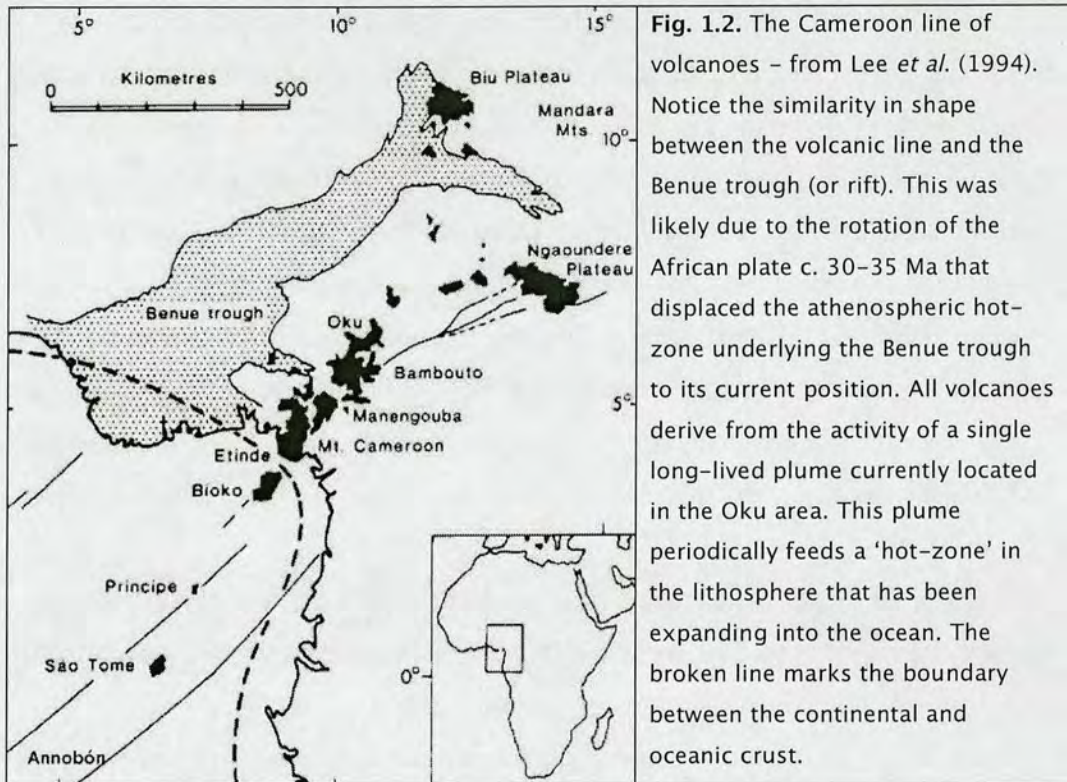 5° 10° 15°
Kilometres
0 500
Biu Plateau
Mandara
Mts
10°
Ngaoundere
Plateau
Benue trough
Oku
Bambouto
5°
Manengouba
Mt. Cameroon
Etinde
Bioko
Principe
Sao Tome
0°
Annobón
Fig. 1.2. The Cameroon line of
volcanoes – from Lee et al. (1994).
Notice the similarity in shape
between the volcanic line and the
Benue trough (or rift). This was
likely due to the rotation of the
African plate c. 30–35 Ma that
displaced the athenospheric hot-
zone underlying the Benue trough
to its current position. All volcanoes
derive from the activity of a single
long-lived plume currently located
in the Oku area. This plume
periodically feeds a 'hot-zone' in
the lithosphere that has been
expanding into the ocean. The
broken line marks the boundary
between the continental and
oceanic crust.